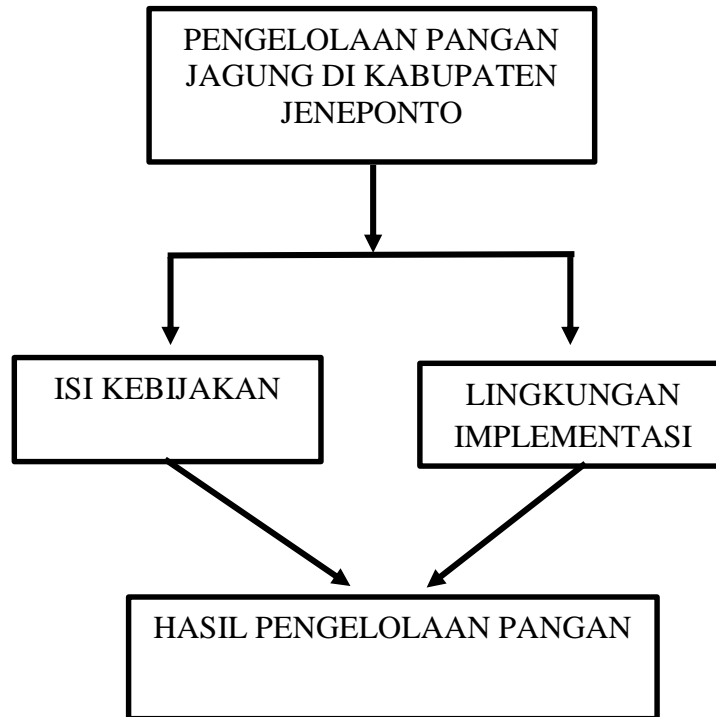 PENGELOLAAN PANGAN
JAGUNG DI KABUPATEN
JENEPONTO
ISI KEBIJAKAN
LINGKUNGAN
IMPLEMENTASI
HASIL PENGELOLAAN PANGAN